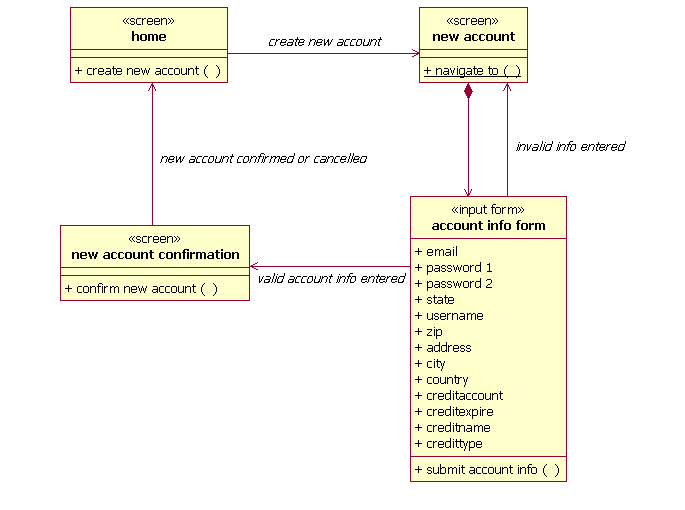 «screen»
home
+ create new account (  )
create new account
«screen»
new account
+ navigate to (  )
new account confirmed or cancelled
invalid info entered
«screen»
new account confirmation
+ confirm new account (  )
valid account info entered
«input form»
account info form
+ email
+ password 1
+ password 2
+ state
+ username
+ zip
+ address
+ city
+ country
+ creditaccount
+ creditexpire
+ creditname
+ credittype
+ submit account info (  )